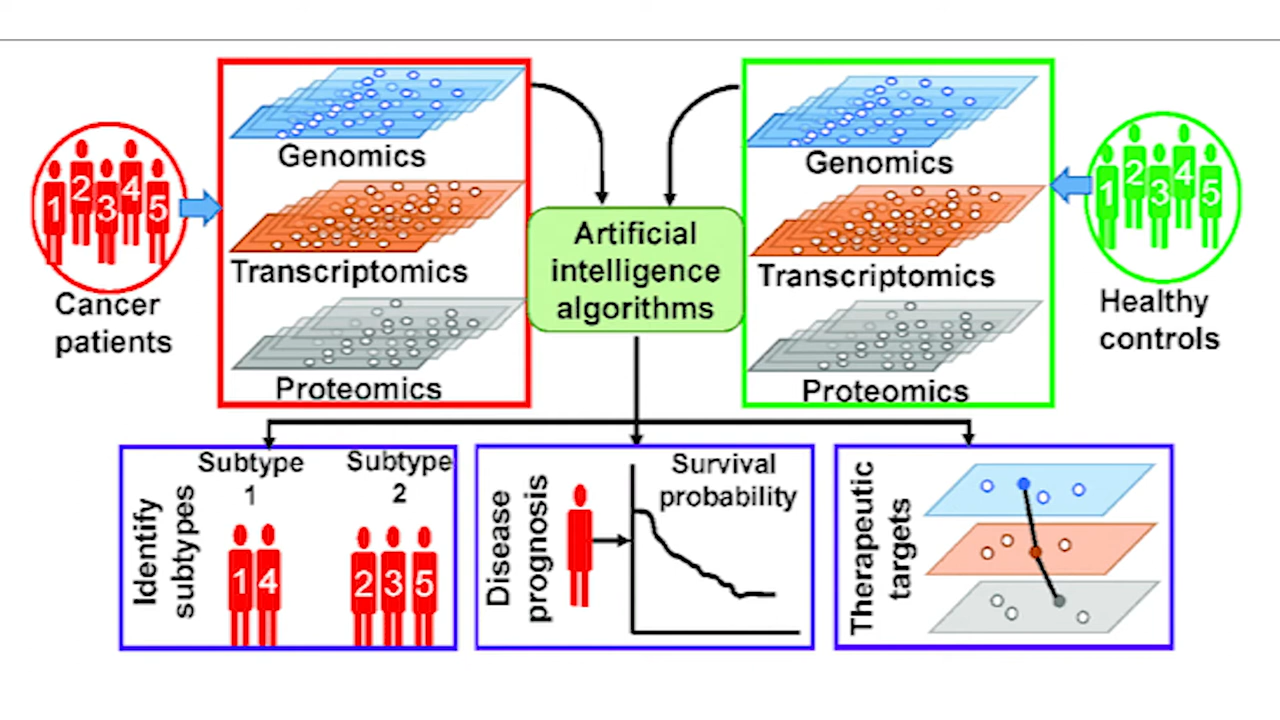 Genomics
Transcriptomics
Proteomics
1
2
3
4
5
Cancer
patients
Artificial
intelligence
algorithms
Genomics
Transcriptomics
Proteomics
1
2
3
4
5
Healthy
controls
Identify
subtypes
Subtype
1
Subtype
2
1 4
2 3 5
Disease
prognosis
Survival
probability
Therapeutic
targets